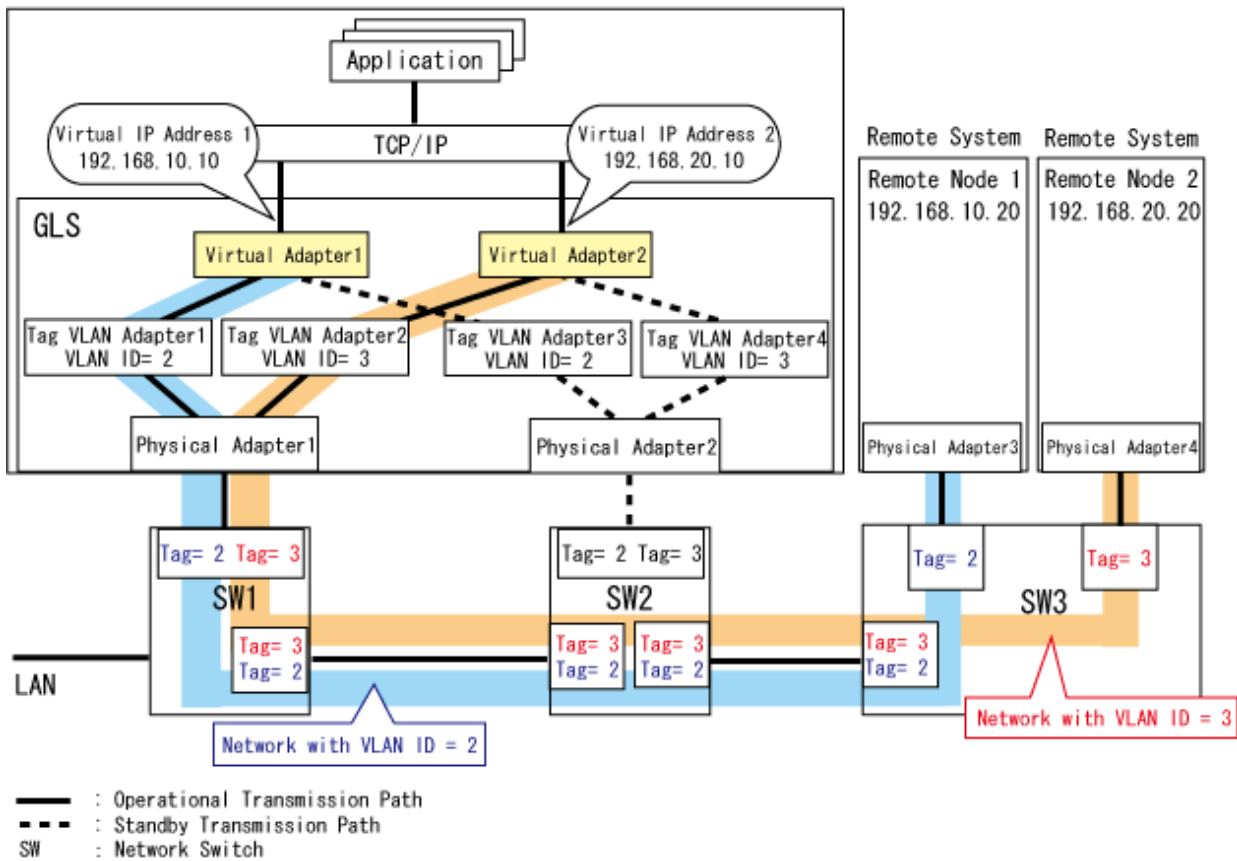 Application
Virtual IP Address 1
192.168.10.10
TCP/IP
Virtual IP Address 2
192.168.20.10
Remote System
Remote System
Remote Node 1
192.168.10.20
Remote Node 2
192.168.20.20
GLS
Virtual Adapter1
Virtual Adapter2
Tag VLAN Adapter1
VLAN ID= 2
Tag VLAN Adapter2
VLAN ID= 3
Tag VLAN Adapter3
VLAN ID= 2
Tag VLAN Adapter4
VLAN ID= 3
Physical Adapter1
Physical Adapter2
Physical Adapter3
Physical Adapter4
Tag= 2 Tag= 3
Tag= 2 Tag= 3
Tag= 2
Tag= 3
SW1
SW2
SW3
Tag= 3
Tag= 2
Tag= 3
Tag= 2
Tag= 3
Tag= 2
Tag= 3
Tag= 2
LAN
Network with VLAN ID = 2
Network with VLAN ID = 3
: Operational Transmission Path
: Standby Transmission Path
SW : Network Switch